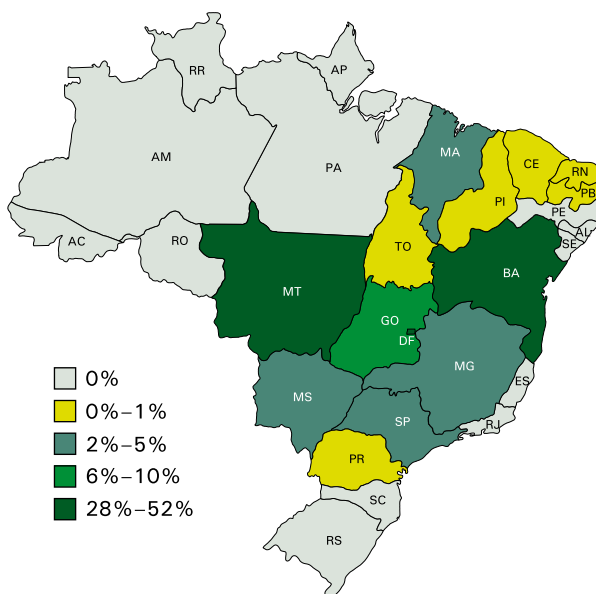 RR
AP
AM
PA
MA
CE
RN
PB
PI
PE
AL
SE
AC
RO
TO
BA
MT
GO
DF
MG
ES
MS
SP
RJ
PR
SC
RS
0%
0%–1%
2%–5%
6%–10%
28%–52%